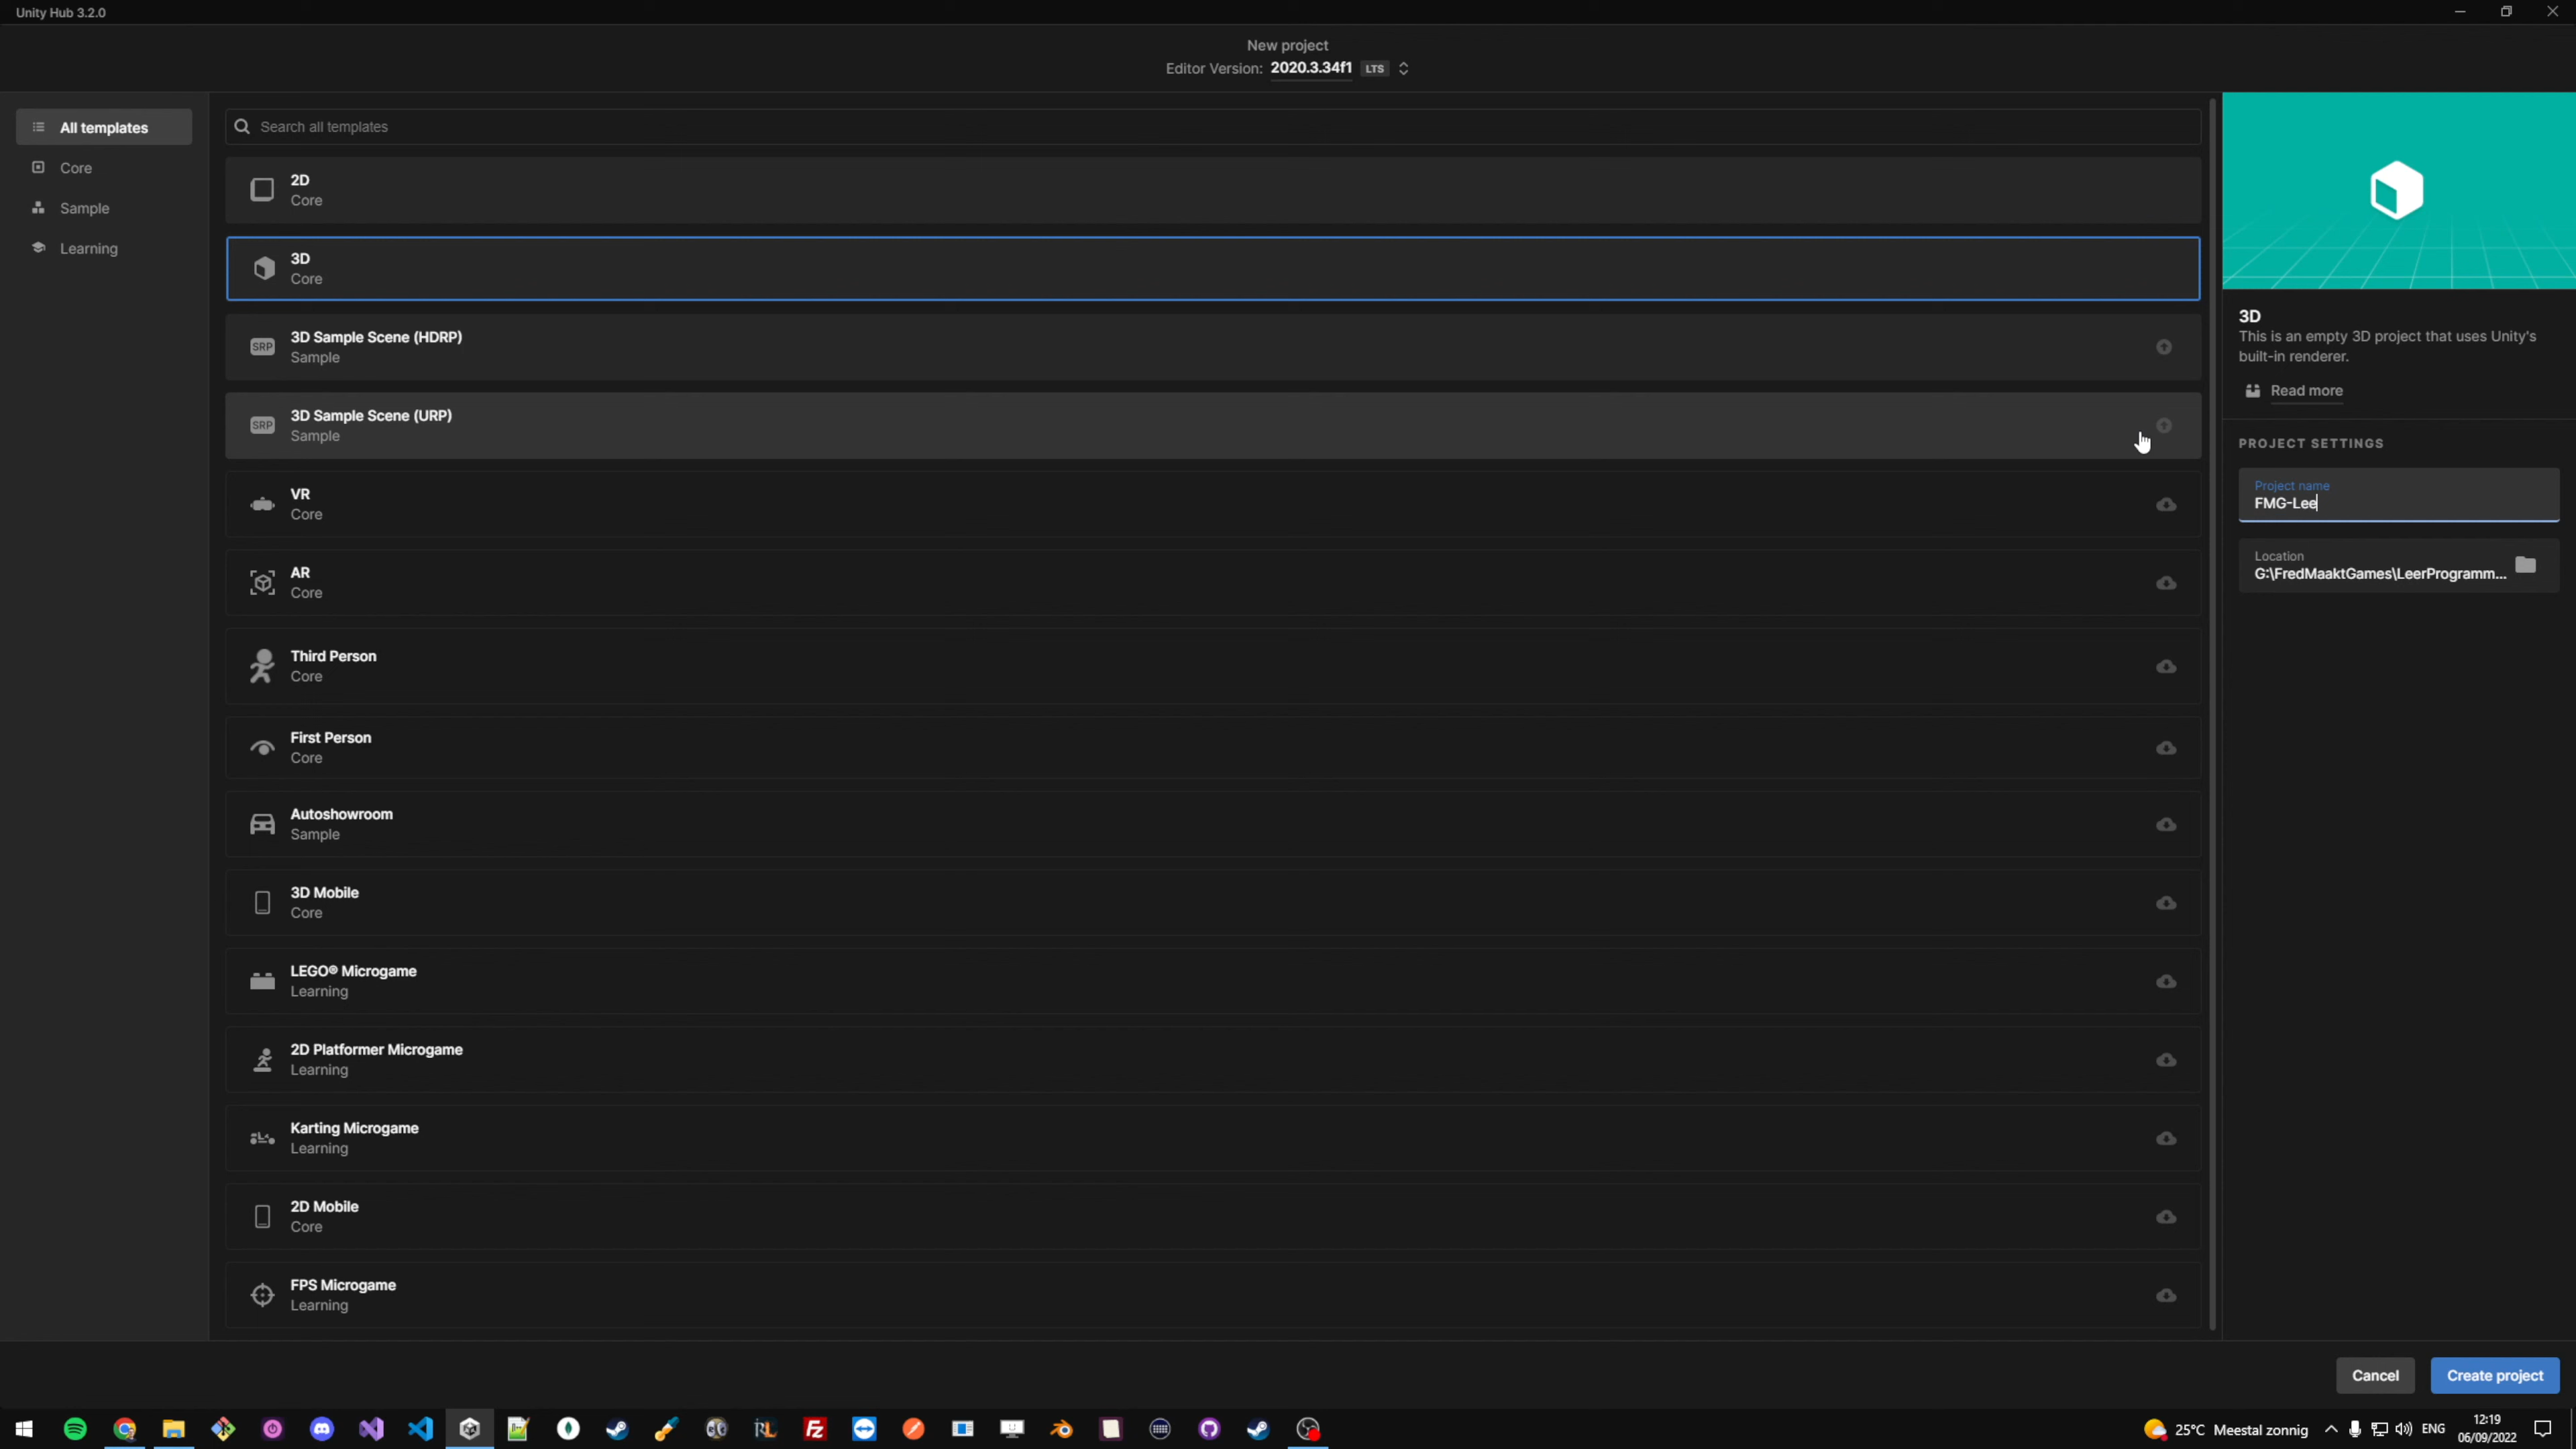 Unity Hub 3.2.0
New project
Editor Version: 2020.3.34f1 LTS
All templates
Core
Sample
Learning
Search all templates
2D
Core
3D
Core
SRP
3D Sample Scene (HDRP)
Sample
SRP
3D Sample Scene (URP)
Sample
VR
Core
AR
Core
Third Person
Core
First Person
Core
Autoshowroom
Sample
3D Mobile
Core
LEGO® Microgame
Learning
2D Platformer Microgame
Learning
Karting Microgame
Learning
2D Mobile
Core
FPS Microgame
Learning
3D
This is an empty 3D project that uses Unity's
built-in renderer.
Read more
PROJECT SETTINGS
Project name
FMG-Lee
Location
G:\FredMaaktGames\LeerProgramm...
Cancel
Create project
25°C Meestal zonnig
ENG
12:19
06/09/2022